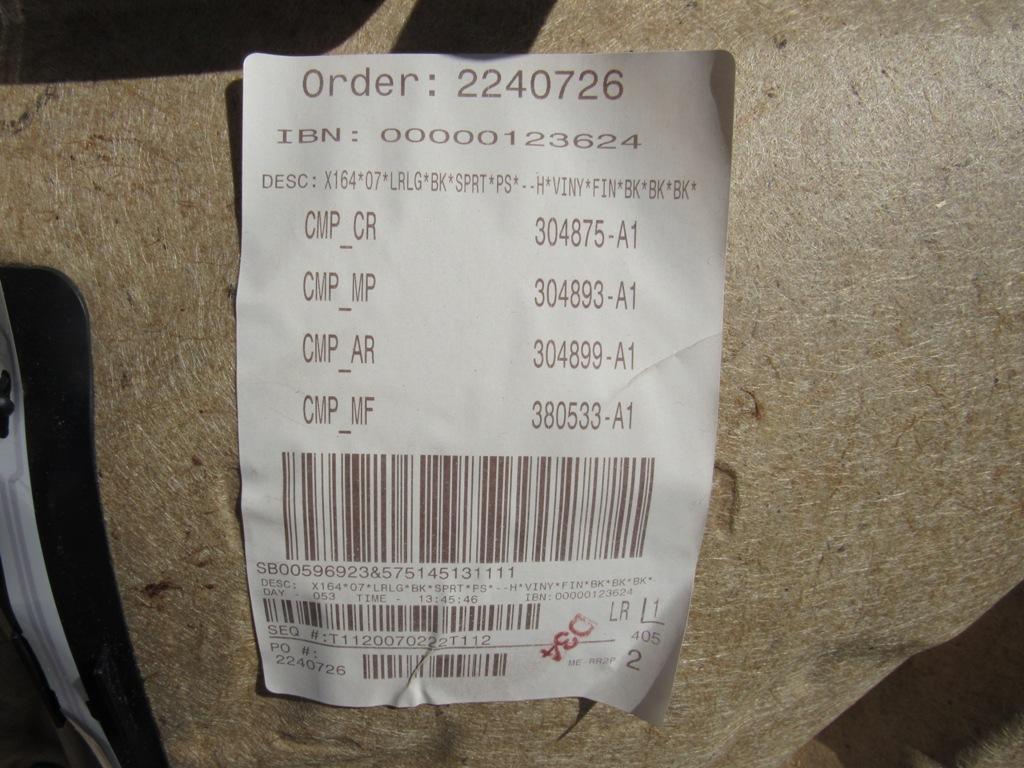 Order: 2240726
IBN: 00000123624
DESC: X164*07*LRLG*BK*SPRT*PS*--H*VINY*FIN*BK*BK*BK*
CMP_CR 304875-A1
CMP_MP 304893-A1
CMP_AR 304899-A1
CMP_MF 380533-A1
SB00596923&575145131111
DESC: X164*07*LRLG*BK*SPRT*PS*--H*VINY*FIN*BK*BK*BK*
DAY - 053 TIME - 13:45:46 IBN:00000123624
LR L1
SEQ #:T1120070222T112 405
PO #:
2240726 ME-RR2P 2